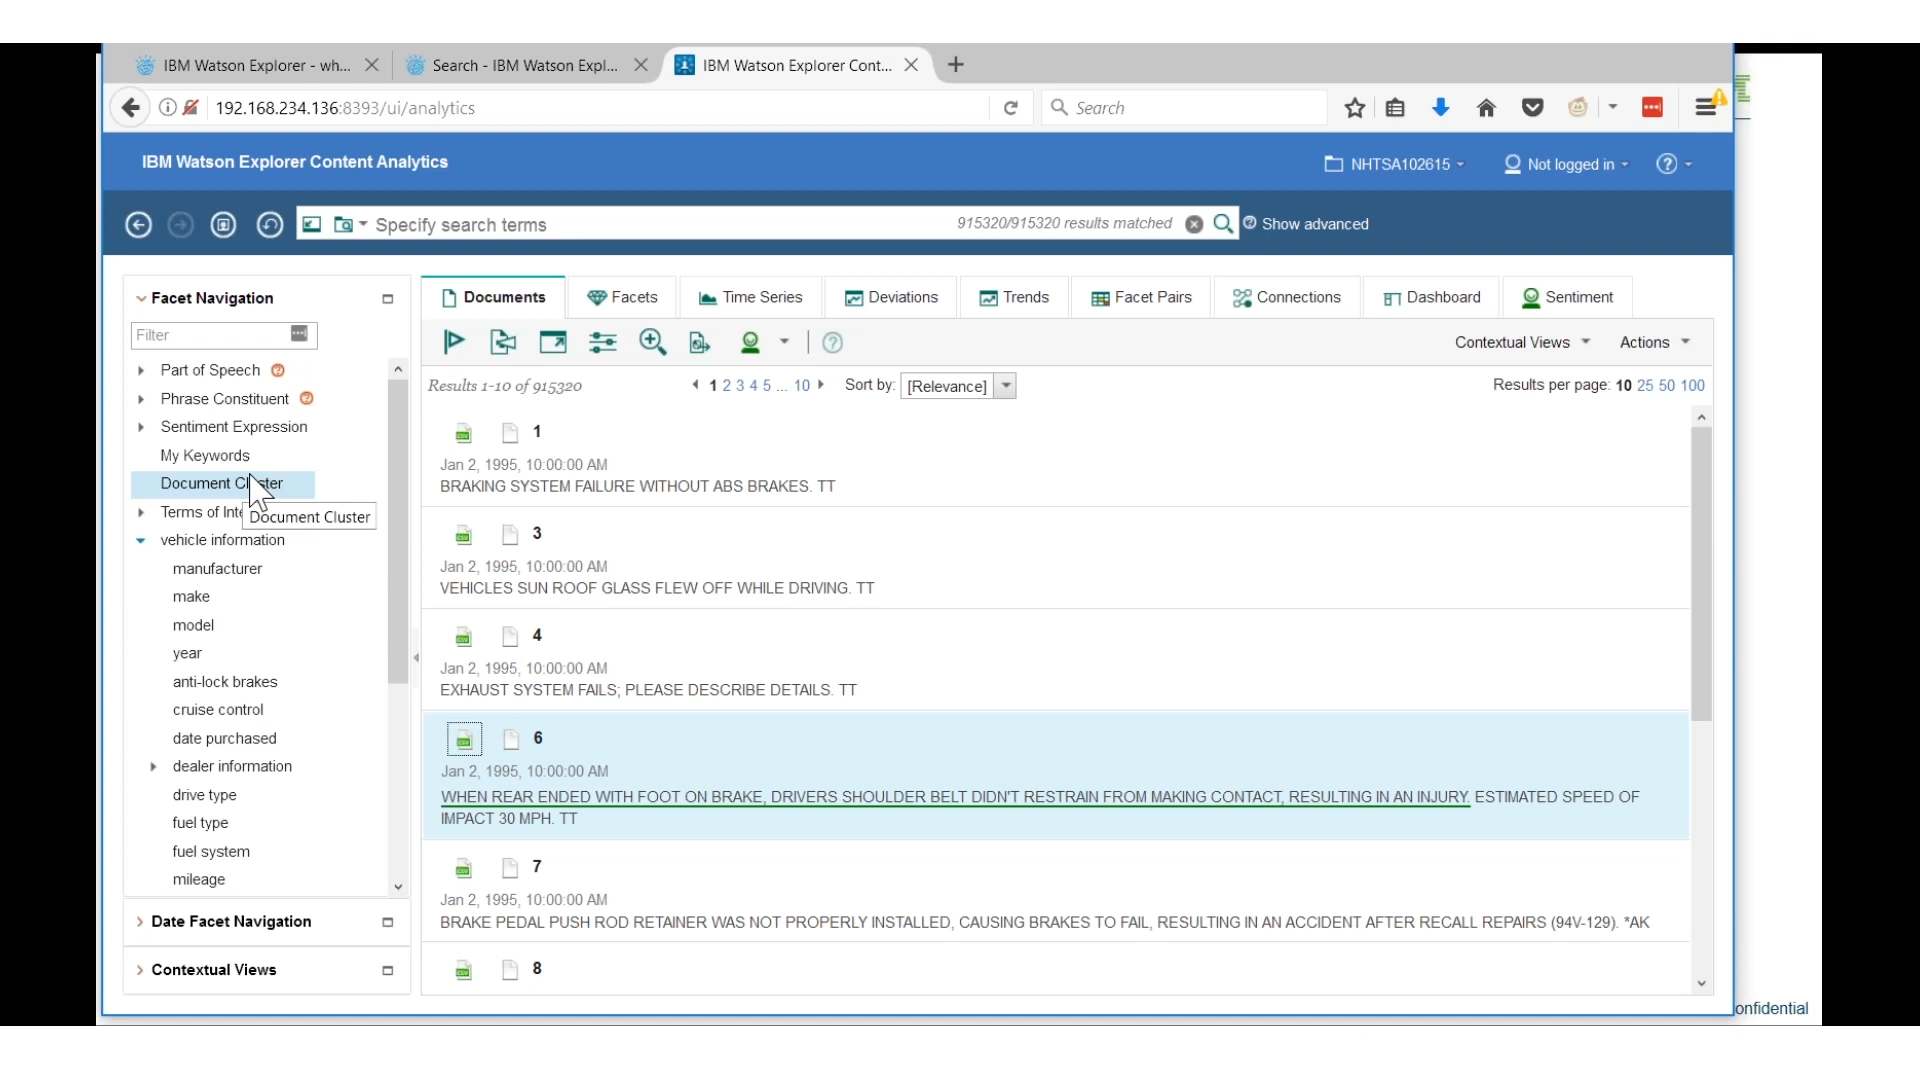 IBM Watson Explorer - wh...
Search - IBM Watson Expl...
IBM Watson Explorer Cont...
192.168.234.136:8393/ui/analytics
Search
IBM Watson Explorer Content Analytics
NHTSA102615
Not logged in
Specify search terms
915320/915320 results matched
Show advanced
Facet Navigation
Filter
Part of Speech
Phrase Constituent
Sentiment Expression
My Keywords
Document Cluster
Terms of Inte
Document Cluster
vehicle information
manufacturer
make
model
year
anti-lock brakes
cruise control
date purchased
dealer information
drive type
fuel type
fuel system
mileage
Date Facet Navigation
Contextual Views
Documents
Facets
Time Series
Deviations
Trends
Facet Pairs
Connections
Dashboard
Sentiment
Contextual Views
Actions
Results 1-10 of 915320
1 2 3 4 5 ... 10
Sort by: [Relevance]
Results per page: 10 25 50 100
1
Jan 2, 1995, 10:00:00 AM
BRAKING SYSTEM FAILURE WITHOUT ABS BRAKES. TT
3
Jan 2, 1995, 10:00:00 AM
VEHICLES SUN ROOF GLASS FLEW OFF WHILE DRIVING. TT
4
Jan 2, 1995, 10:00:00 AM
EXHAUST SYSTEM FAILS; PLEASE DESCRIBE DETAILS. TT
6
Jan 2, 1995, 10:00:00 AM
WHEN REAR ENDED WITH FOOT ON BRAKE, DRIVERS SHOULDER BELT DIDN'T RESTRAIN FROM MAKING CONTACT, RESULTING IN AN INJURY. ESTIMATED SPEED OF
IMPACT 30 MPH. TT
7
Jan 2, 1995, 10:00:00 AM
BRAKE PEDAL PUSH ROD RETAINER WAS NOT PROPERLY INSTALLED, CAUSING BRAKES TO FAIL, RESULTING IN AN ACCIDENT AFTER RECALL REPAIRS (94V-129). *AK
8
onfidential